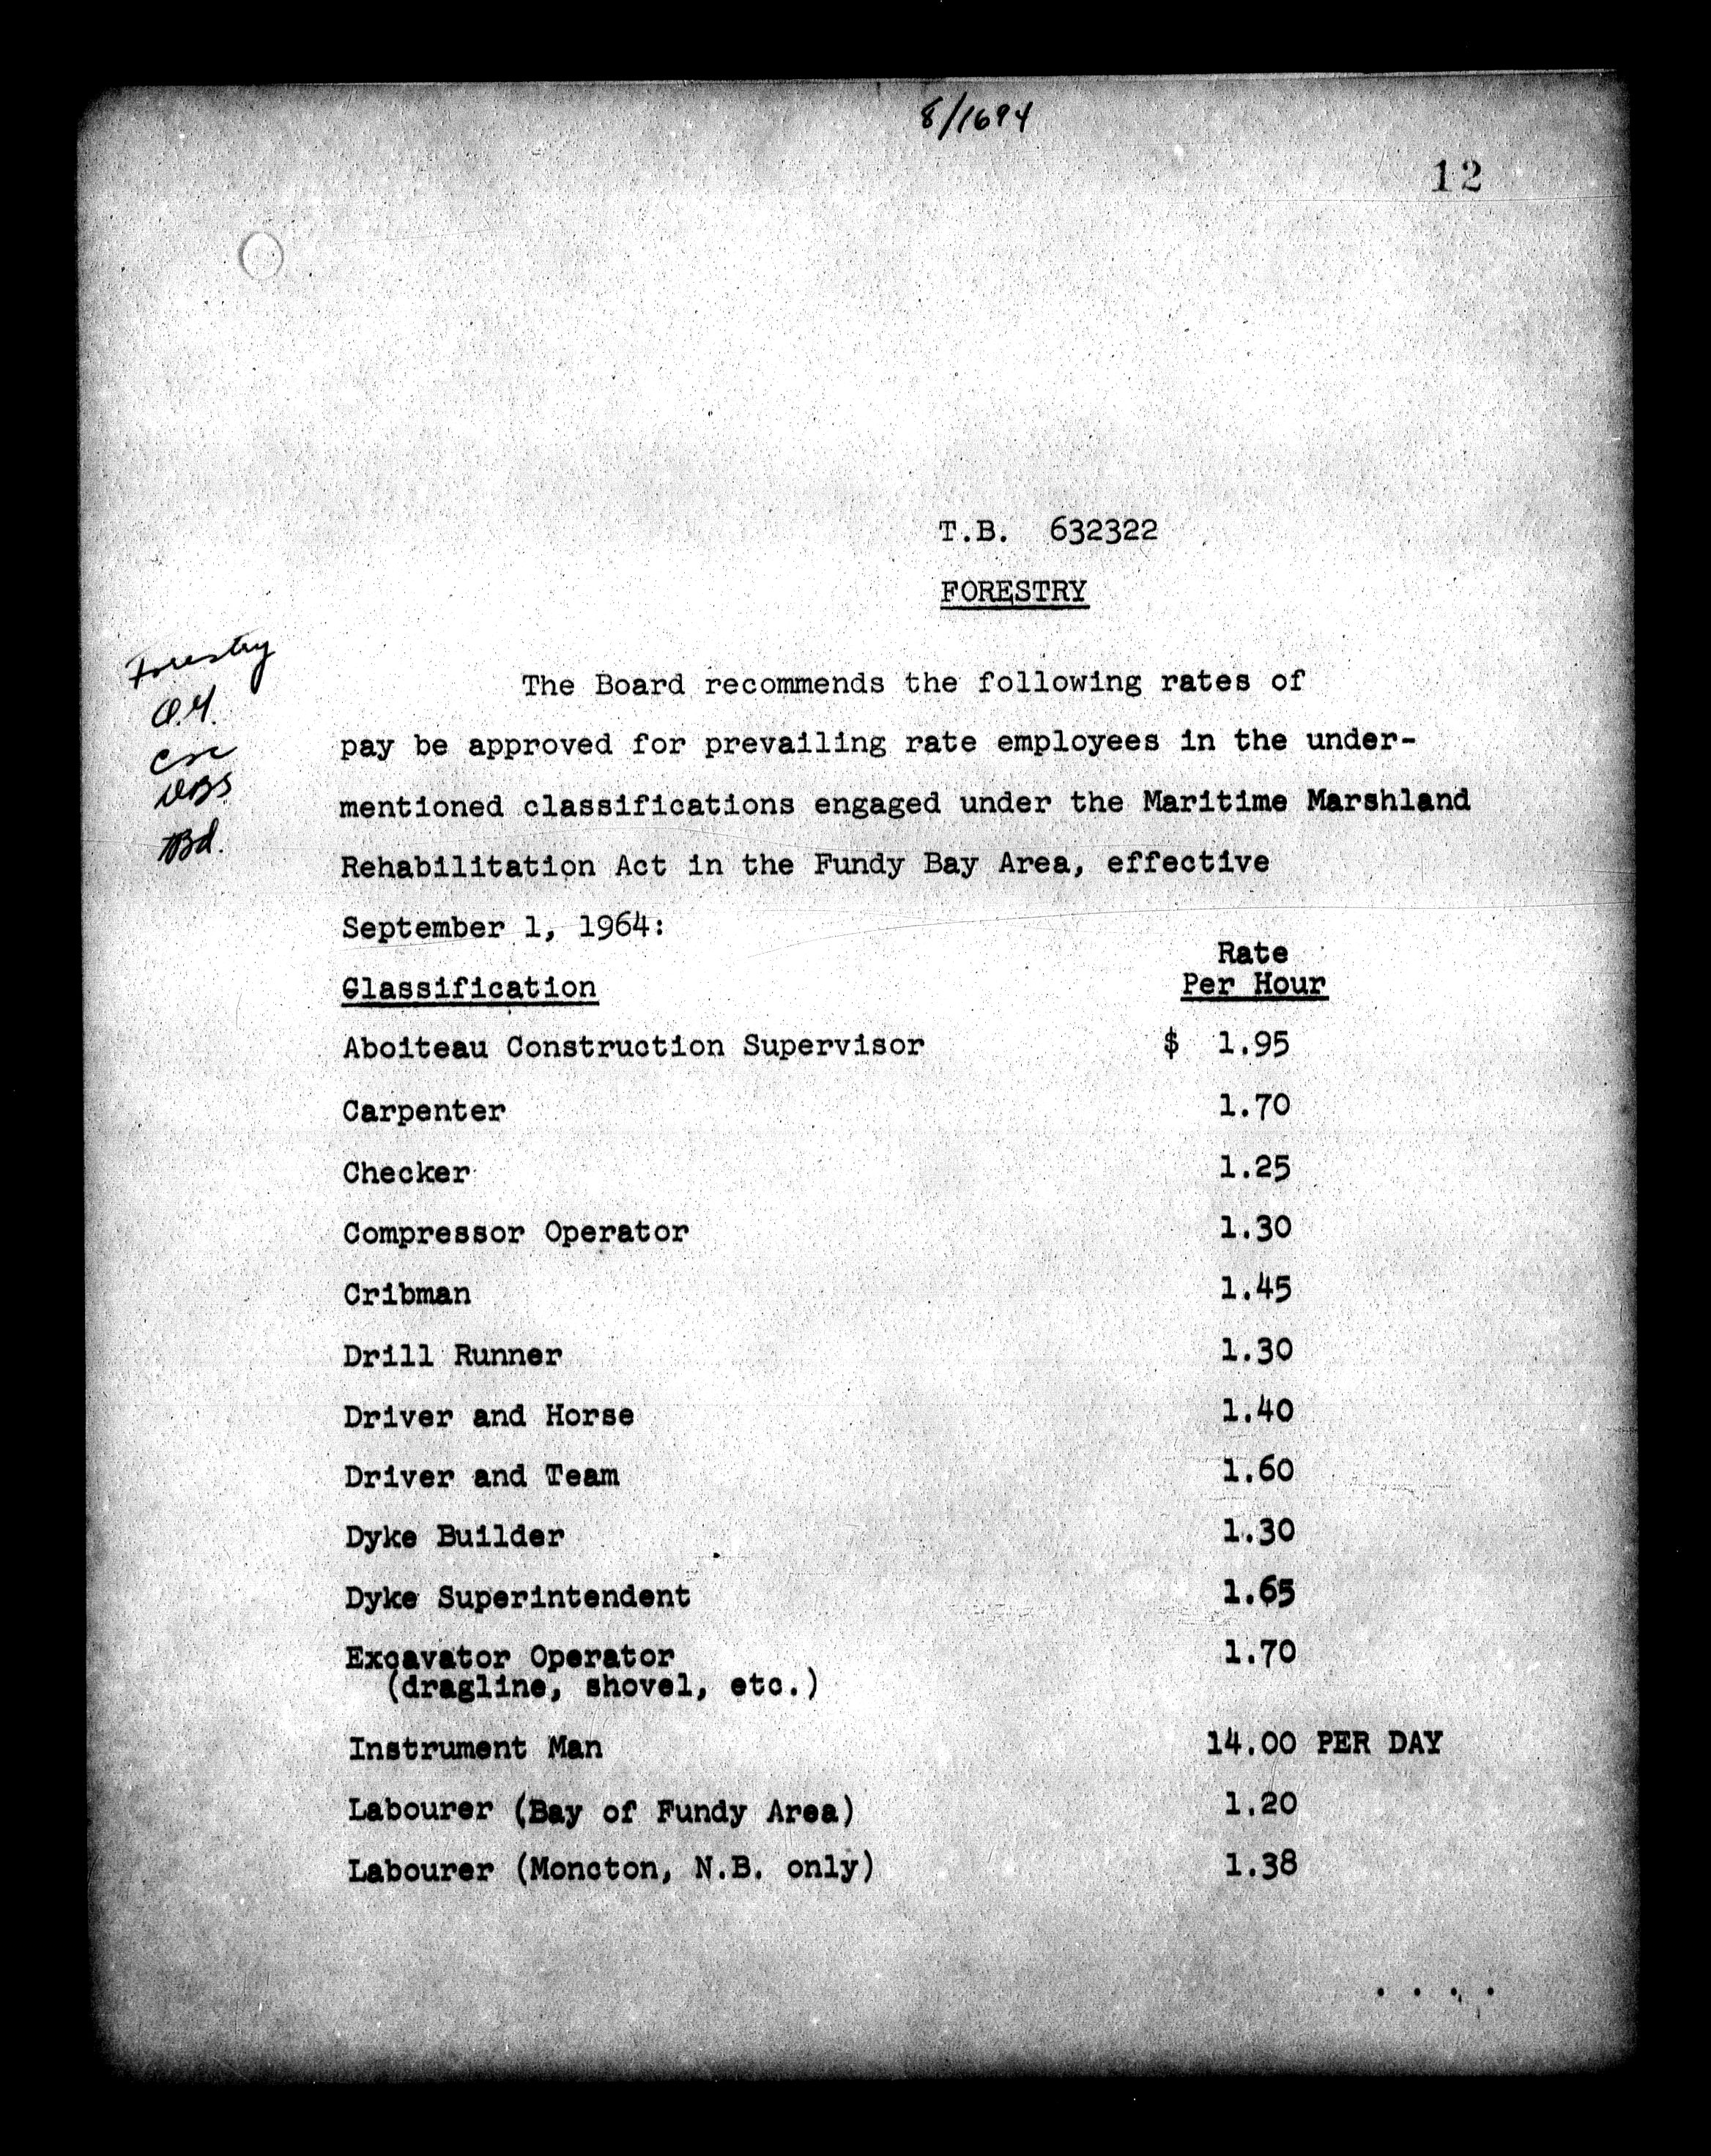 8/1694
12
T.B. 632322
FORESTRY
Forestry
csc
DBS
Bd.
The Board recommends the following rates of
pay be approved for prevailing rate employees in the under-
mentioned classifications engaged under the Maritime Marshland
Rehabilitation Act in the Fundy Bay Area, effective
September 1, 1964:
Classification Rate Per Hour
Aboiteau Construction Supervisor $ 1.95
Carpenter 1.70
Checker 1.25
Compressor Operator 1.30
Cribman 1.45
Drill Runner 1.30
Driver and Horse 1.40
Driver and Team 1.60
Dyke Builder 1.30
Dyke Superintendent 1.65
Excavator Operator 1.70
(dragline, shovel, etc.)
Instrument Man 14.00 PER DAY
Labourer (Bay of Fundy Area) 1.20
Labourer (Moncton, N.B. only) 1.38
. . . .